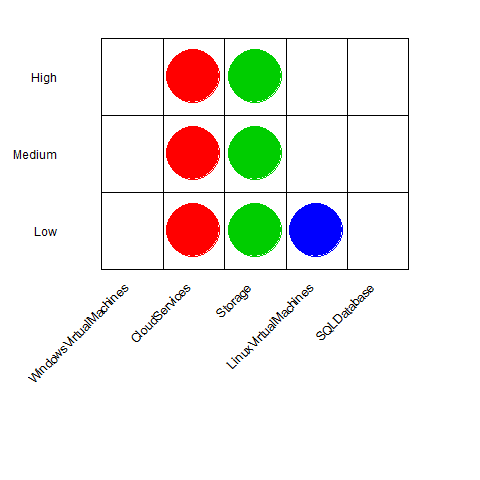 High
Medium
Low
WindowsVirtualMachines
CloudServices
Storage
LinuxVirtualMachines
SQLDatabase